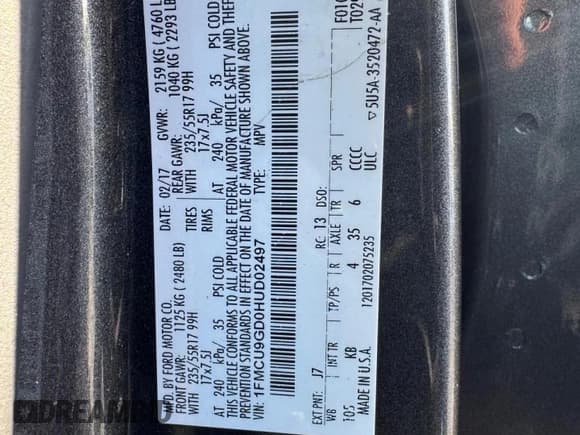 MFD. BY FORD MOTOR CO. DATE: 02/17 GVWR: 2159 KG ( 4760 L
FRONT GAWR: 1125 KG ( 2480 LB) REAR GAWR: 1040 KG ( 2293 LB
WITH 235/55R17 99H TIRES WITH 235/55R17 99H
17x7.5J RIMS 17x7.5J
AT 240 kPa/ 35 PSI COLD AT 240 kPa/ 35 PSI COLD
THIS VEHICLE CONFORMS TO ALL APPLICABLE FEDERAL MOTOR VEHICLE SAFETY AND THEF
PREVENTION STANDARDS IN EFFECT ON THE DATE OF MANUFACTURE SHOWN ABOVE.
VIN: 1FMCU9GD0HUD02497 TYPE: MPV
F010
T029
EXT PNT: J7 RC: 13 DSO:
WB INT TR TP/PS R AXLE TR SPR
105 KB 4 35 6 CCCC
MADE IN U.S.A. 1201702075235 ULC
▽ 5U5A-3520472-AA
DREAMB